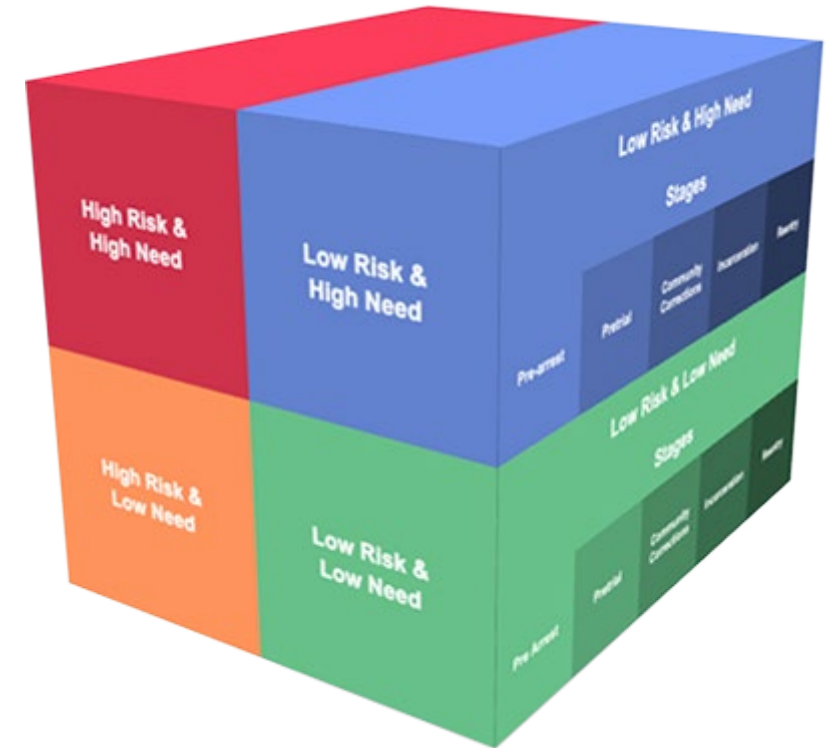 High Risk &
High Need
Low Risk &
High Need
High Risk &
Low Need
Low Risk &
Low Need
Low Risk & High Need
Stages
Pre-arrest
Pretrial
Community
Corrections
Incarceration
Reentry
Low Risk & Low Need
Stages
Pre Arrest
Pretrial
Community
Corrections
Incarceration
Reentry